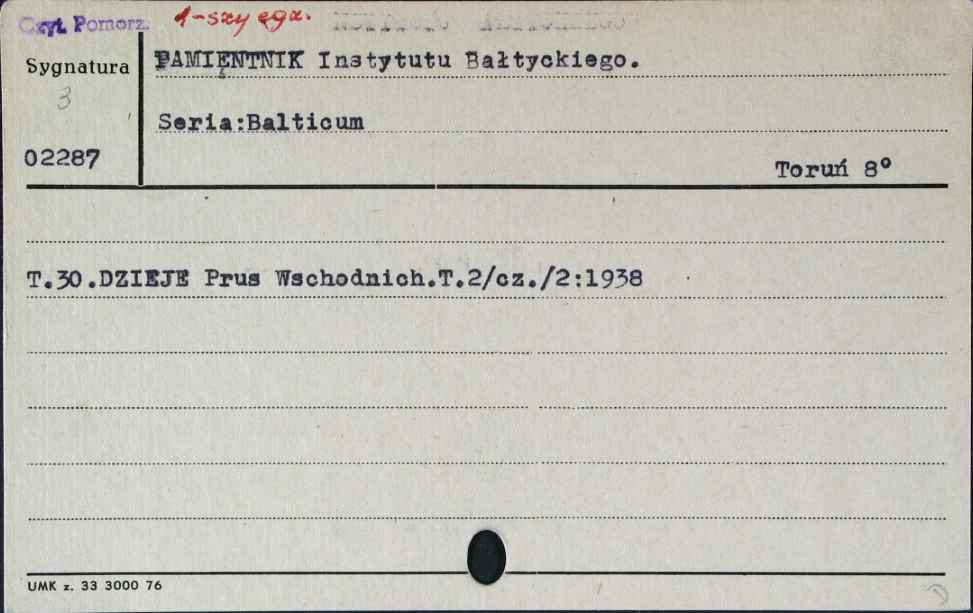 Czyt. Pomorz. 1-szy egz.
Sygnatura PAMIĘNTNIK Instytutu Bałtyckiego.
3
Seria:Balticum
02287
Toruń 8°
T.30.DZIEJE Prus Wschodnich.T.2/cz./2:1938
UMK z. 33 3000 76